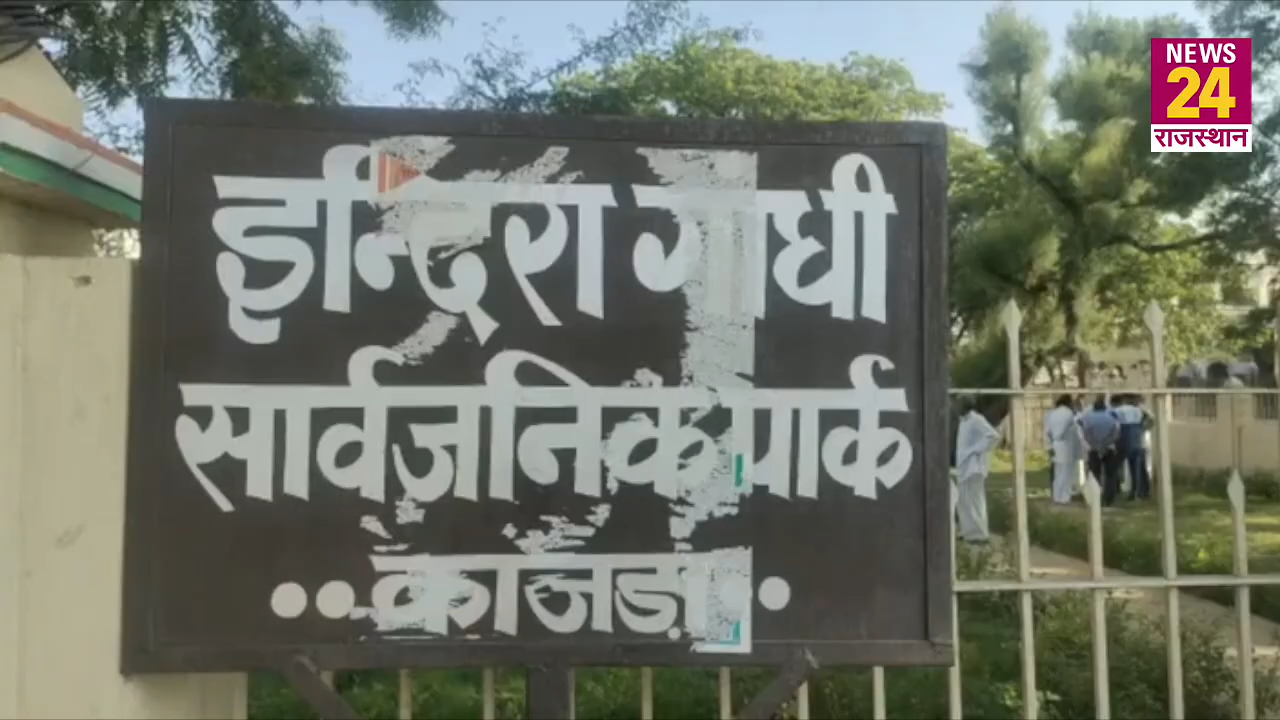 NEWS
24
राजस्थान
इन्दिरा गांधी
सार्वजनिक पार्क
काजड़ा